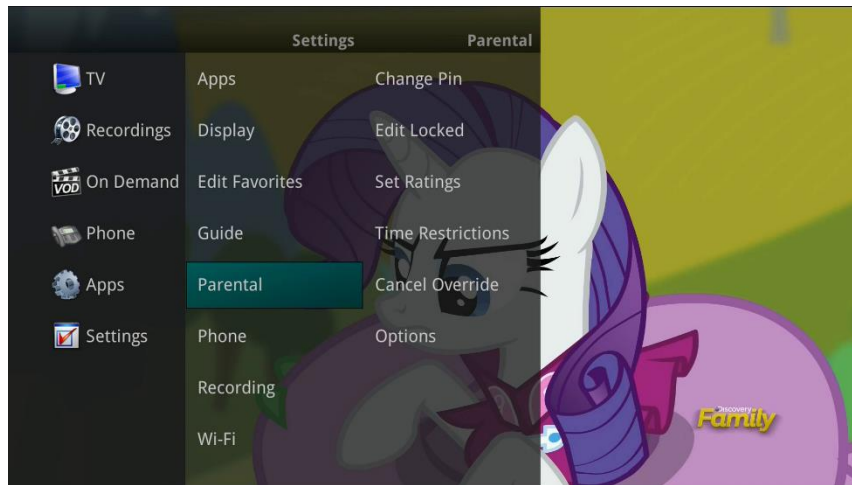 Settings
Parental
TV
Recordings
VOD
On Demand
Phone
Apps
Settings
Apps
Display
Edit Favorites
Guide
Parental
Phone
Recording
Wi-Fi
Change Pin
Edit Locked
Set Ratings
Time Restrictions
Cancel Override
Options
Discovery
Family